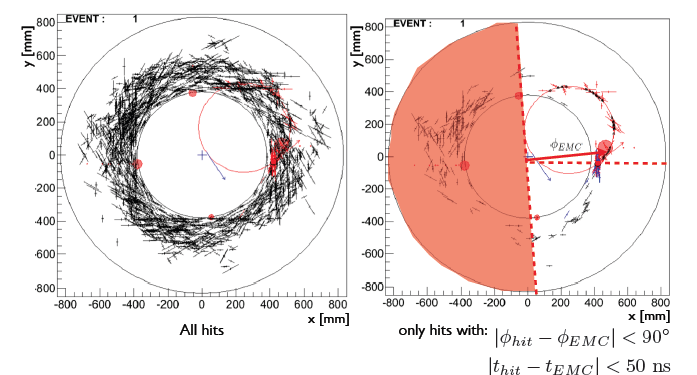 EVENT : 1
y [mm]
800
600
400
200
0
-200
-400
-600
-800
-800 -600 -400 -200 0 200 400 600 800
x [mm]
All hits
EVENT : 1
y [mm]
800
600
400
200
0
-200
-400
-600
-800
ϕ_EMC
-800 -600 -400 -200 0 200 400 600 800
x [mm]
only hits with: |ϕ_hit − ϕ_EMC| < 90°
|t_hit − t_EMC| < 50 ns